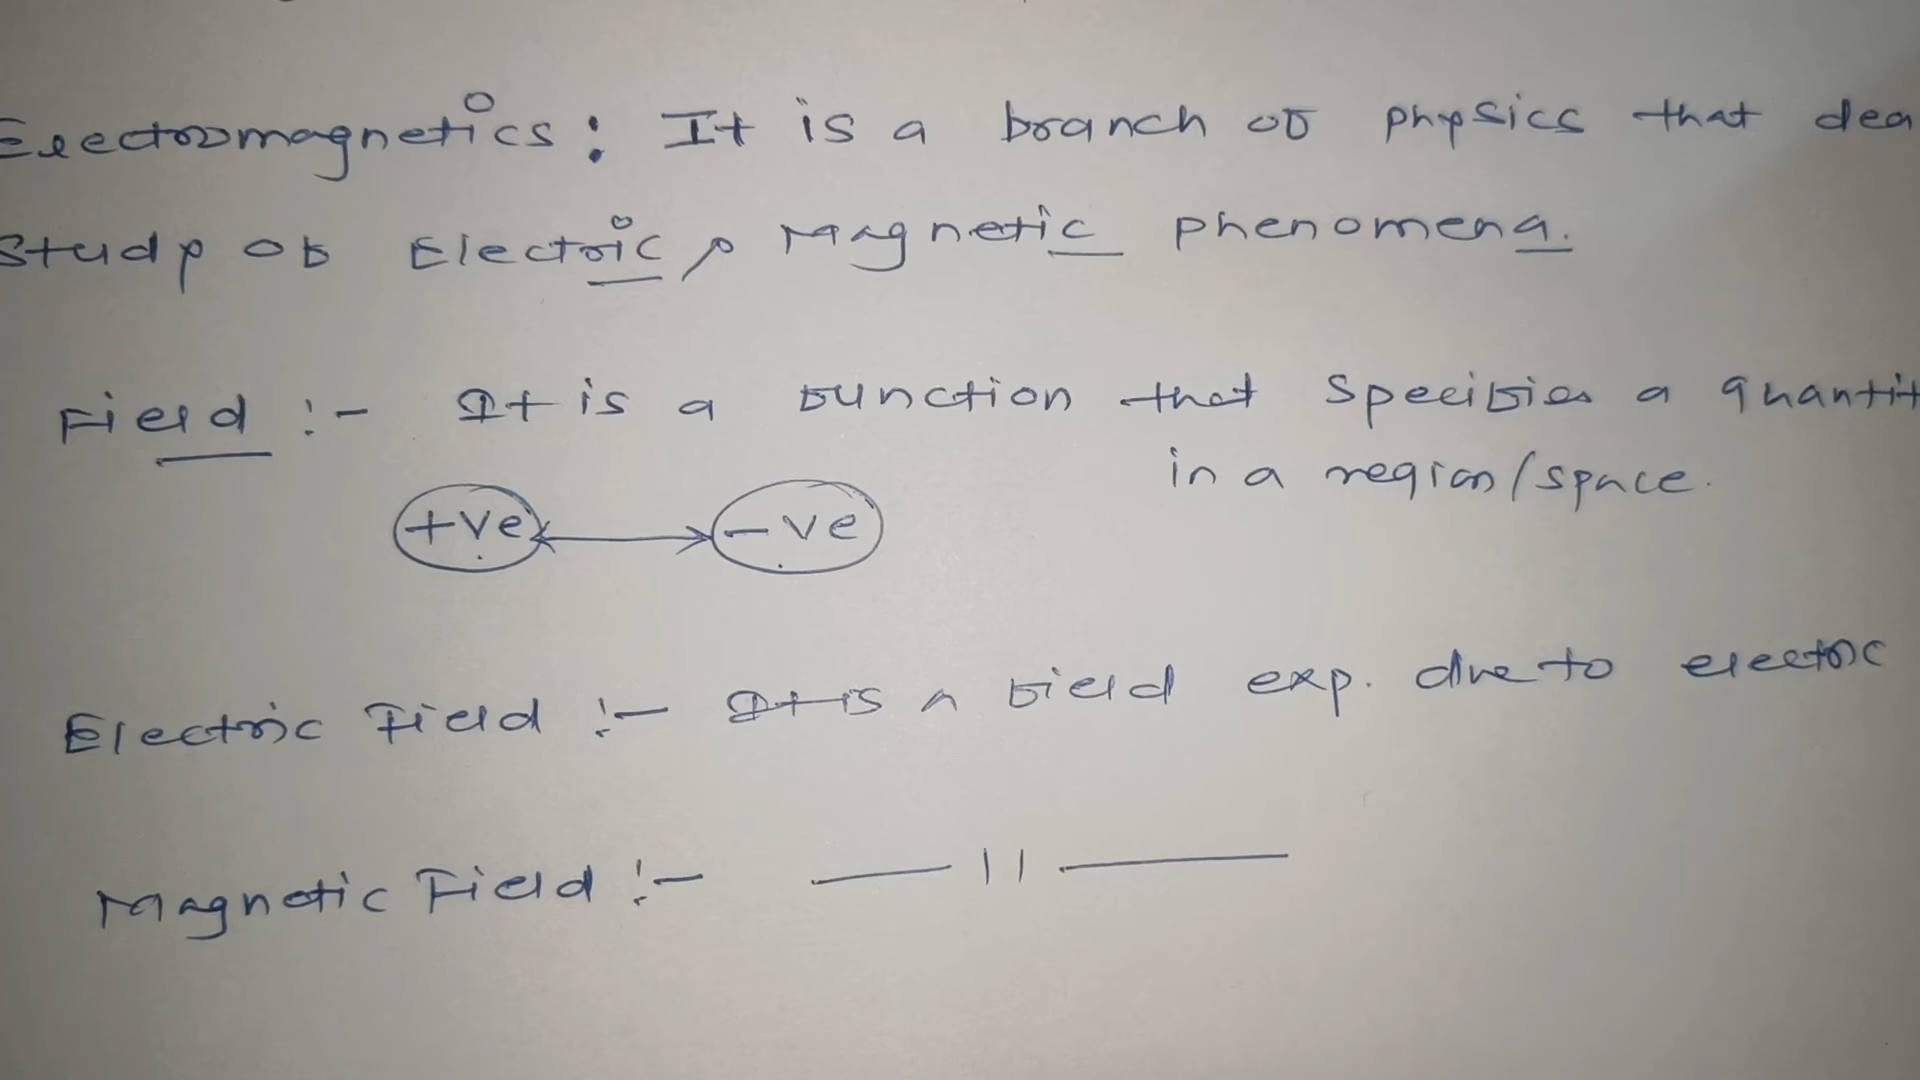 Electromagnetics: It is a branch of physics that dea
study of Electric, Magnetic phenomena.
Field :- It is a function that specifies a quantit
in a region/space.
+ve - ve
Electric Field :- It is a field exp. due to electric
Magnetic Field :- — 11 —